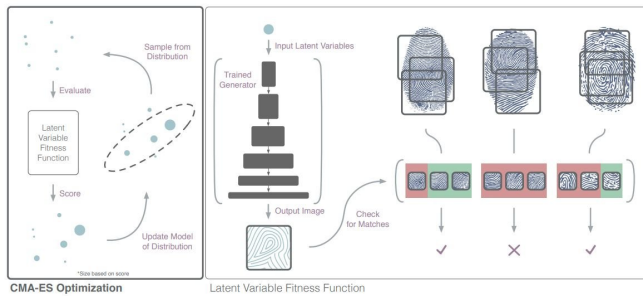 Sample from
Distribution
Evaluate
Latent
Variable
Fitness
Function
Score
Update Model
of Distribution
*Size based on score
CMA-ES Optimization
Input Latent Variables
Trained
Generator
Output Image
Check
for Matches
Latent Variable Fitness Function